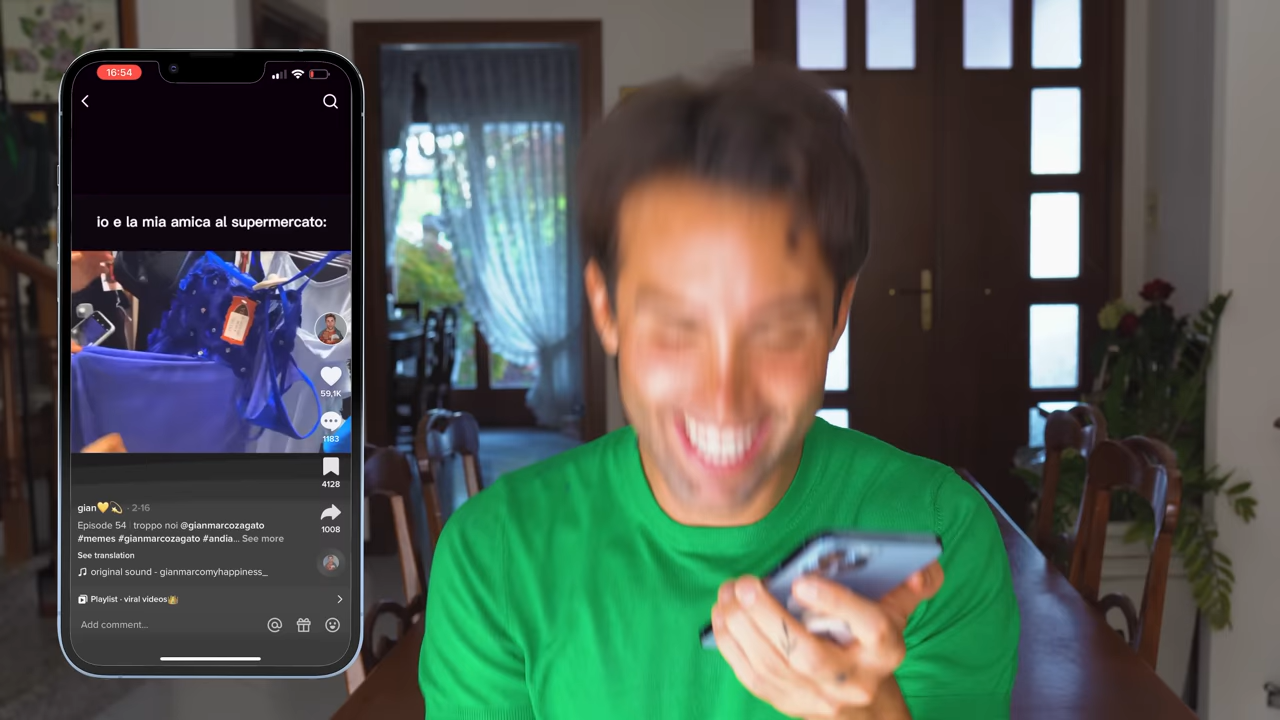 16:54
io e la mia amica al supermercato:
59,1K
1183
4128
gian💛💫 · 2-16
Episode 54 | troppo noi @gianmarcozagato
#memes #gianmarcozagato #andia... See more
1008
See translation
original sound - gianmarcomyhappiness_
Playlist · viral videos👑
Add comment...